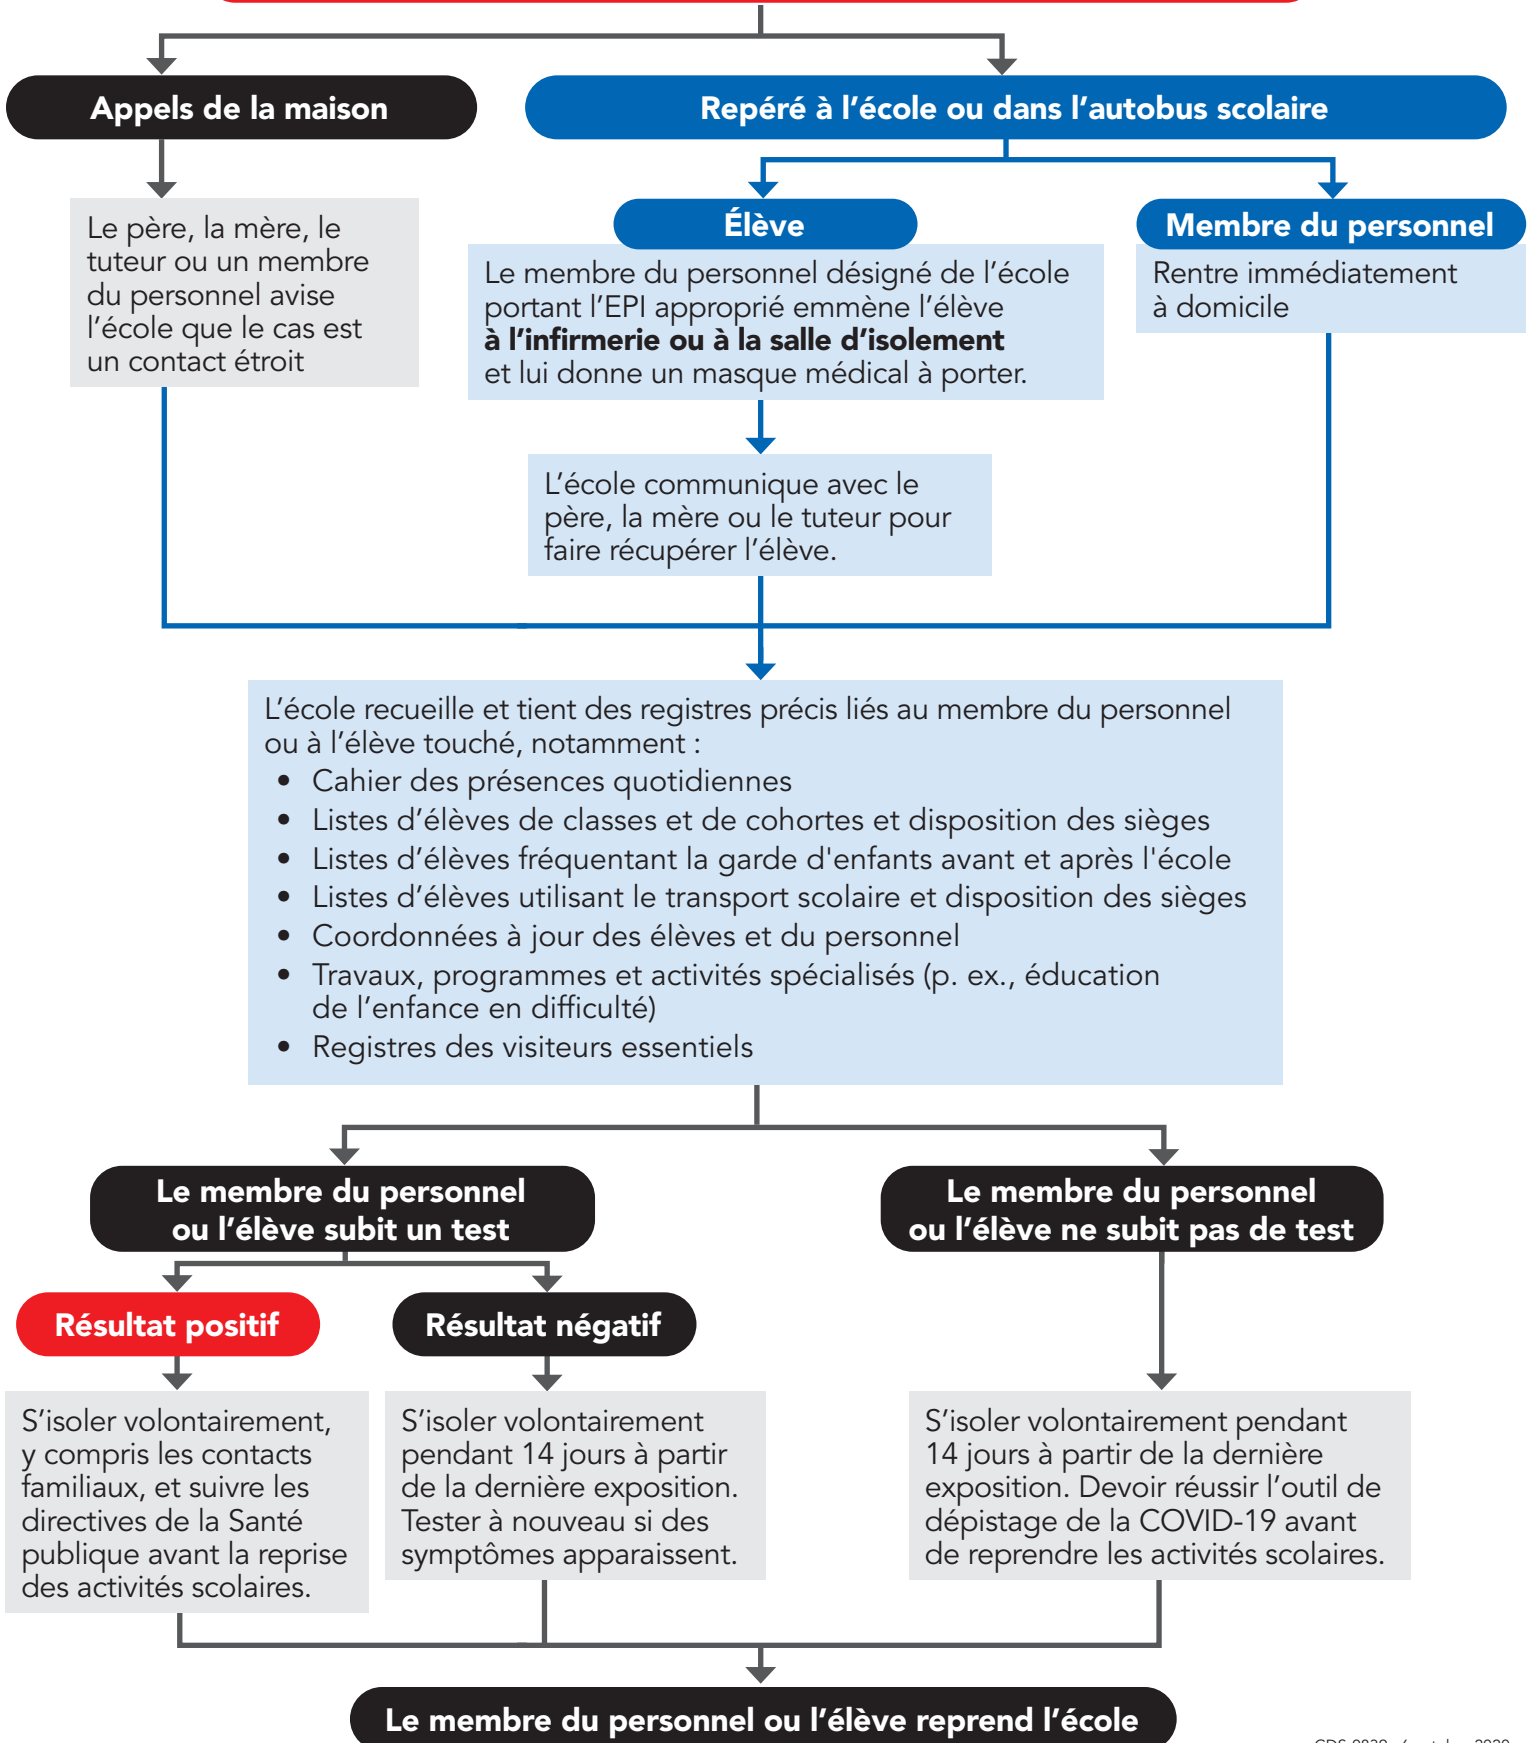 Appels de la maison
Repéré à l’école ou dans l’autobus scolaire
Le père, la mère, le
tuteur ou un membre
du personnel avise
l’école que le cas est
un contact étroit
Élève
Le membre du personnel désigné de l’école
portant l’EPI approprié emmène l’élève
à l’infirmerie ou à la salle d’isolement
et lui donne un masque médical à porter.
Membre du personnel
Rentre immédiatement
à domicile
L’école communique avec le
père, la mère ou le tuteur pour
faire récupérer l’élève.
L’école recueille et tient des registres précis liés au membre du personnel
ou à l’élève touché, notamment :
• Cahier des présences quotidiennes
• Listes d’élèves de classes et de cohortes et disposition des sièges
• Listes d’élèves fréquentant la garde d'enfants avant et après l'école
• Listes d’élèves utilisant le transport scolaire et disposition des sièges
• Coordonnées à jour des élèves et du personnel
• Travaux, programmes et activités spécialisés (p. ex., éducation
de l’enfance en difficulté)
• Registres des visiteurs essentiels
Le membre du personnel
ou l’élève subit un test
Le membre du personnel
ou l’élève ne subit pas de test
Résultat positif
Résultat négatif
S’isoler volontairement,
y compris les contacts
familiaux, et suivre les
directives de la Santé
publique avant la reprise
des activités scolaires.
S’isoler volontairement
pendant 14 jours à partir
de la dernière exposition.
Tester à nouveau si des
symptômes apparaissent.
S’isoler volontairement pendant
14 jours à partir de la dernière
exposition. Devoir réussir l’outil de
dépistage de la COVID-19 avant
de reprendre les activités scolaires.
Le membre du personnel ou l’élève reprend l’école